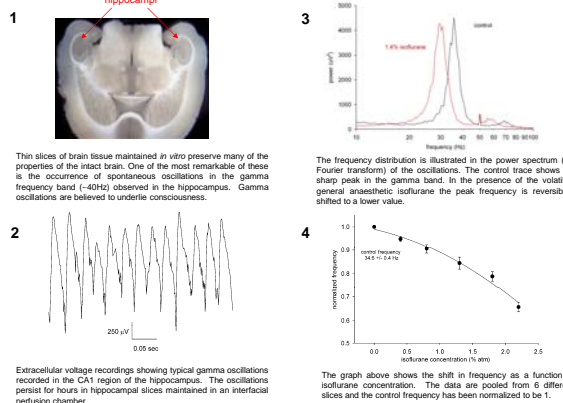 hippocampi
1
Thin slices of brain tissue maintained in vitro preserve many of the
properties of the intact brain. One of the most remarkable of these
is the occurrence of spontaneous oscillations in the gamma
frequency band (~40Hz) observed in the hippocampus. Gamma
oscillations are believed to underlie consciousness.
2
250 µV
0.05 sec
Extracellular voltage recordings showing typical gamma oscillations
recorded in the CA1 region of the hippocampus. The oscillations
persist for hours in hippocampal slices maintained in an interfacial
perfusion chamber.
3
5000
4000
3000
2000
1000
0
power (uV²)
1.4% isoflurane
control
10 20 30 40 50 60 70 80 90100
frequency (Hz)
The frequency distribution is illustrated in the power spectrum (
Fourier transform) of the oscillations. The control trace shows
sharp peak in the gamma band. In the presence of the volati
general anaesthetic isoflurane the peak frequency is reversib
shifted to a lower value.
4
1.0
0.9
0.8
0.7
0.6
0.5
normalized frequency
control frequency
34.6 +/- 0.4 Hz
0.0 0.5 1.0 1.5 2.0 2.5
isoflurane concentration (% atm)
The graph above shows the shift in frequency as a function
isoflurane concentration. The data are pooled from 6 differe
slices and the control frequency has been normalized to be 1.